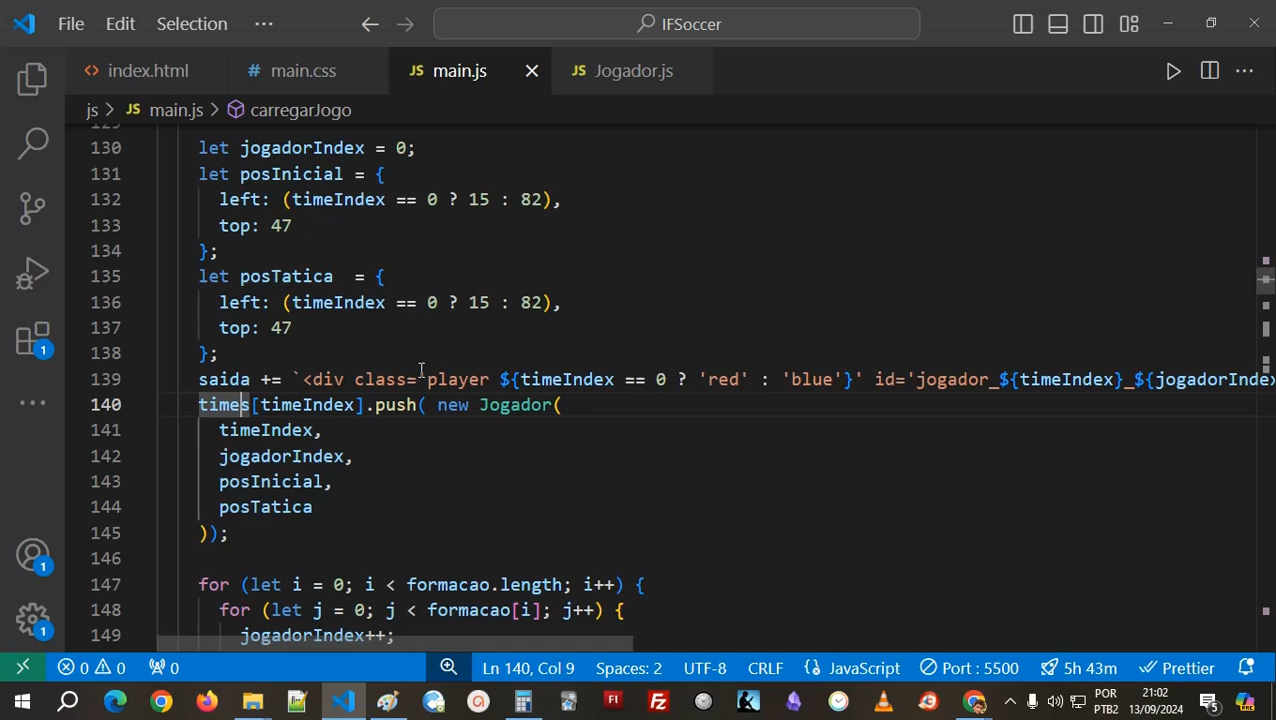 File Edit Selection ··· IFSoccer
index.html main.css JS main.js JS Jogador.js
js > JS main.js > carregarJogo
130 let jogadorIndex = 0;
131 let posInicial = {
132 left: (timeIndex == 0 ? 15 : 82),
133 top: 47
134 };
135 let posTatica = {
136 left: (timeIndex == 0 ? 15 : 82),
137 top: 47
138 };
139 saida += `<div class='player ${timeIndex == 0 ? 'red' : 'blue'}' id='jogador_${timeIndex}_${jogadorIndex
140 times[timeIndex].push( new Jogador(
141 timeIndex,
142 jogadorIndex,
143 posInicial,
144 posTatica
145 ));
146
147 for (let i = 0; i < formacao.length; i++) {
148 for (let j = 0; j < formacao[i]; j++) {
149 jogadorIndex++;
1
1
1
0 0 0 Ln 140, Col 9 Spaces: 2 UTF-8 CRLF {} JavaScript Port : 5500 5h 43m Prettier
POR 21:02
PTB2 13/09/2024 5